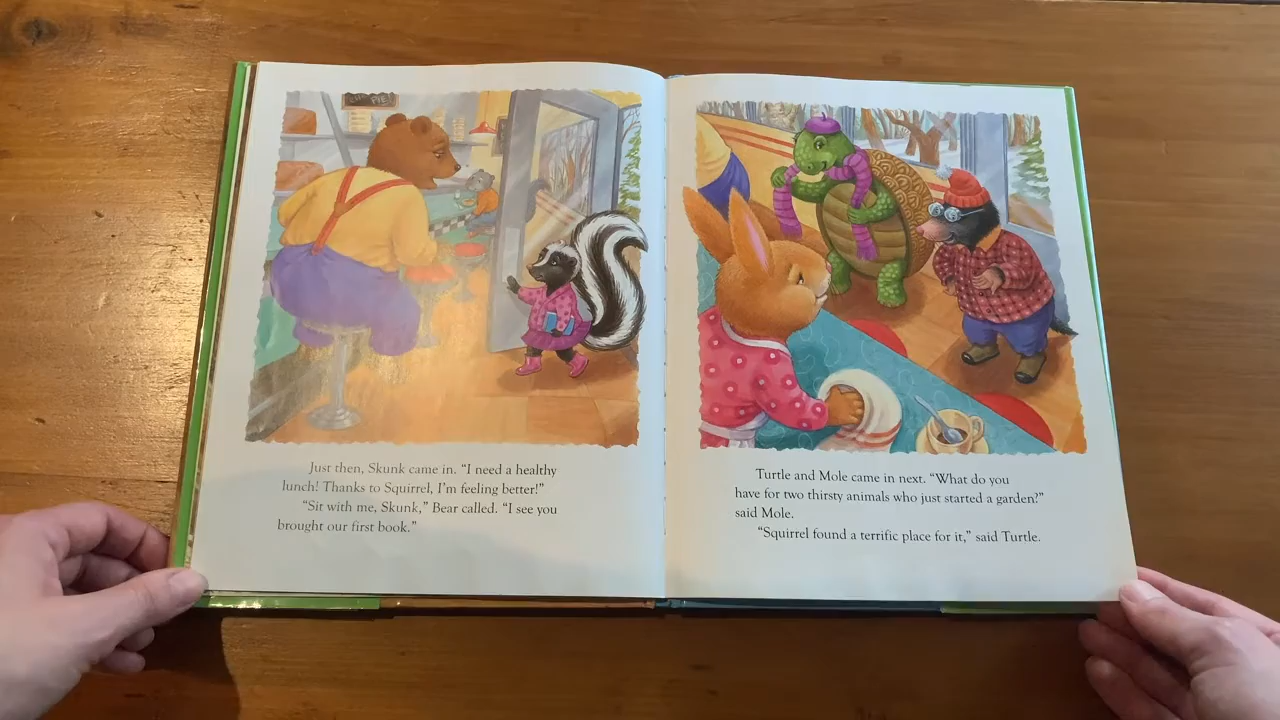 PIE
Just then, Skunk came in. “I need a healthy
lunch! Thanks to Squirrel, I’m feeling better!”
“Sit with me, Skunk,” Bear called. “I see you
brought our first book.”
Turtle and Mole came in next. “What do you
have for two thirsty animals who just started a garden?”
said Mole.
“Squirrel found a terrific place for it,” said Turtle.